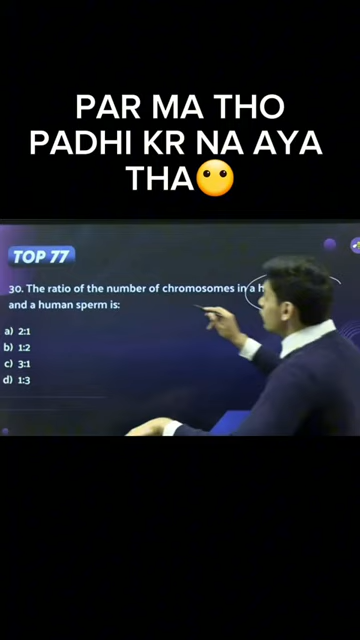 PAR MA THO
PADHI KR NA AYA
THA😶
TOP 77
30. The ratio of the number of chromosomes in a
and a human sperm is:
a) 2:1
b) 1:2
c) 3:1
d) 1:3